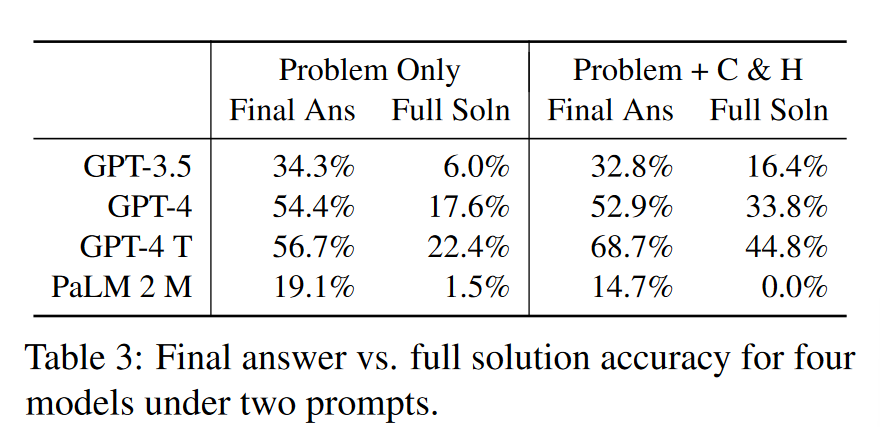 Problem Only Problem + C & H
Final Ans Full Soln Final Ans Full Soln
GPT-3.5 34.3% 6.0% 32.8% 16.4%
GPT-4 54.4% 17.6% 52.9% 33.8%
GPT-4 T 56.7% 22.4% 68.7% 44.8%
PaLM 2 M 19.1% 1.5% 14.7% 0.0%
Table 3: Final answer vs. full solution accuracy for four
models under two prompts.